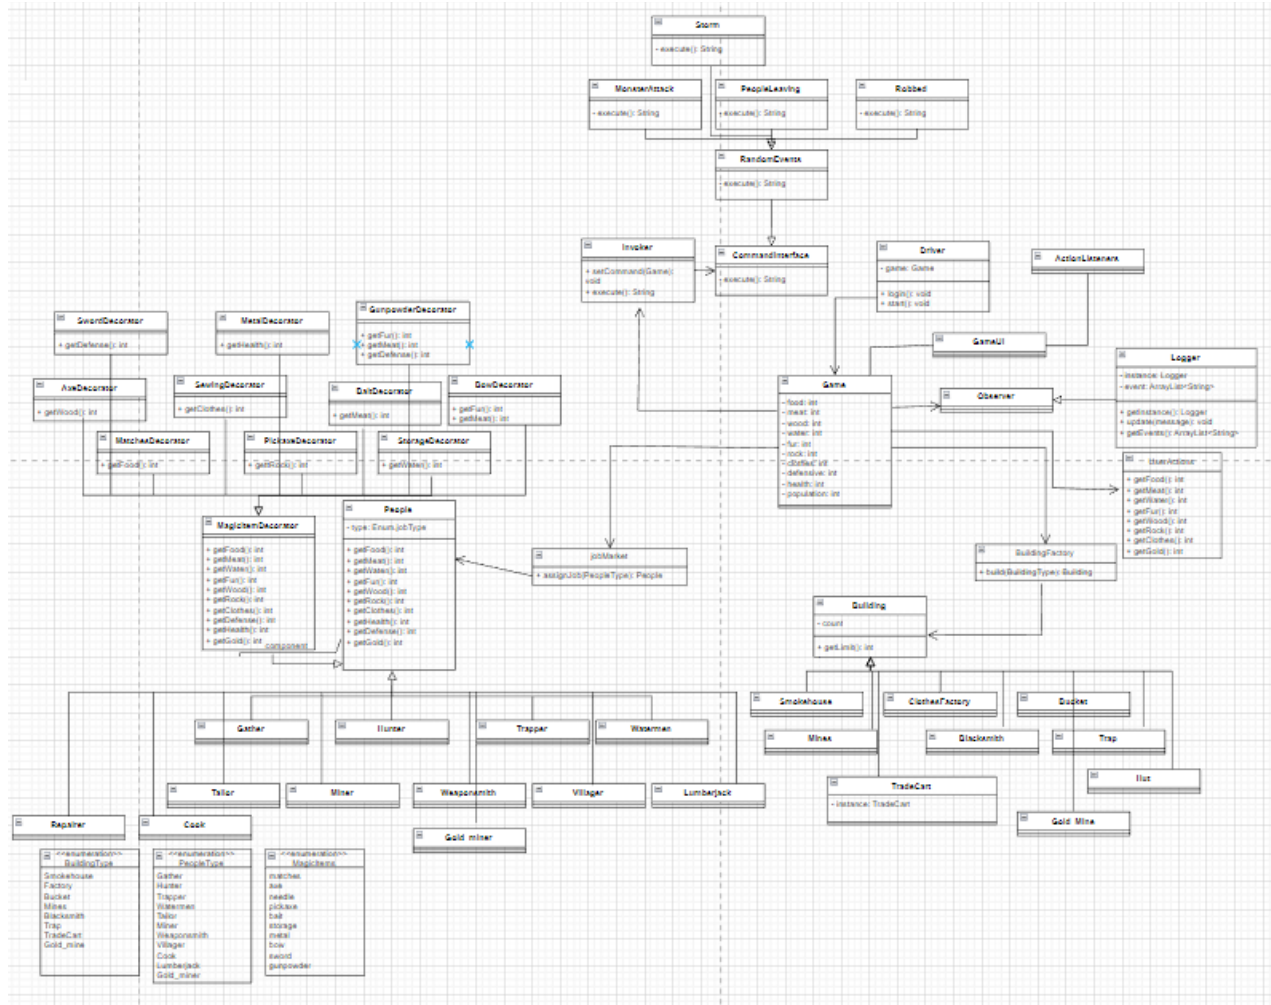 Storm
- execute(): String
MonsterAttack
- execute(): String
PeopleLeaving
- execute(): String
Robbed
- execute(): String
RandomEvents
- execute(): String
Invoker
+ setCommand(Game):
void
+ execute(): String
CommandInterface
- execute(): String
Driver
- game: Game
+ login(): void
+ start(): void
ActionListeners
GameUI
Logger
- instance: Logger
- event: ArrayList<String>
+ getInstance(): Logger
+ update(message): void
+ getEvents(): ArrayList<String>
Observer
Game
- food: int
- meat: int
- wood: int
- water: int
- fur: int
- rock: int
- clothes: int
- defensive: int
- health: int
- population: int
UserActions
+ getFood(): int
+ getMeat(): int
+ getWater(): int
+ getFur(): int
+ getWood(): int
+ getRock(): int
+ getClothes(): int
+ getGold(): int
SwordDecorator
+ getDefense(): int
MetalDecorator
+ getHealth(): int
GunpowderDecorator
+ getFur(): int
+ getMeat(): int
+ getDefense(): int
AxeDecorator
+ getWood(): int
SewingDecorator
+ getClothes(): int
BaitDecorator
+ getMeat(): int
BowDecorator
+ getFur(): int
+ getMeat(): int
MatchesDecorator
+ getFood(): int
PickaxeDecorator
+ getRock(): int
StorageDecorator
+ getWater(): int
MagicItemDecorator
+ getFood(): int
+ getMeat(): int
+ getWater(): int
+ getFur(): int
+ getWood(): int
+ getRock(): int
+ getClothes(): int
+ getDefense(): int
+ getHealth(): int
+ getGold(): int
component
People
- type: Enum.jobType
+ getFood(): int
+ getMeat(): int
+ getWater(): int
+ getFur(): int
+ getWood(): int
+ getRock(): int
+ getClothes(): int
+ getHealth(): int
+ getDefense(): int
+ getGold(): int
jobMarket
+ assignJob(PeopleType): People
BuildingFactory
+ build(BuildingType): Building
Building
- count
+ getLimit(): int
Smokehouse
ClothesFactory
Bucket
Mines
Blacksmith
Trap
TradeCart
- instance: TradeCart
Hut
Gold_Mine
Gather
Hunter
Trapper
Watermen
Tailor
Miner
Weaponsmith
Villager
Lumberjack
Repairer
Cook
Gold_miner
<<enumeration>>
BuildingType
Smokehouse
Factory
Bucket
Mines
Blacksmith
Trap
TradeCart
Gold_mine
<<enumeration>>
PeopleType
Gather
Hunter
Trapper
Watermen
Tailor
Miner
Weaponsmith
Villager
Cook
Lumberjack
Gold_miner
<<enumeration>>
MagicItems
matches
axe
needle
pickaxe
bait
storage
metal
bow
sword
gunpowder